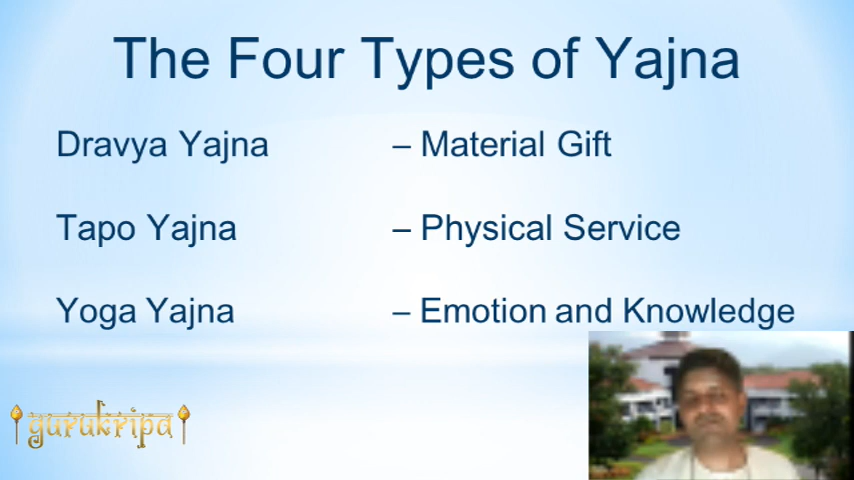 The Four Types of Yajna
Dravya Yajna – Material Gift
Tapo Yajna – Physical Service
Yoga Yajna – Emotion and Knowledge
gurukripa